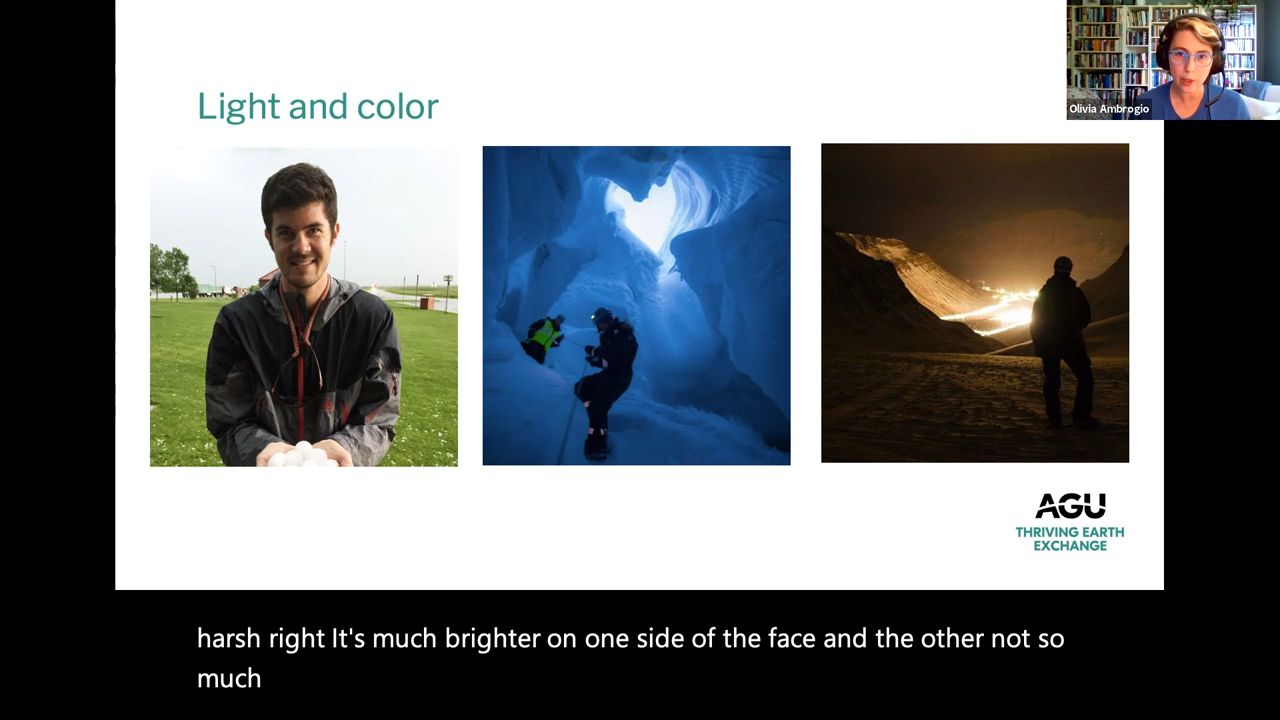 Light and color
Olivia Ambrogio
AGU
THRIVING EARTH
EXCHANGE
harsh right It's much brighter on one side of the face and the other not so
much